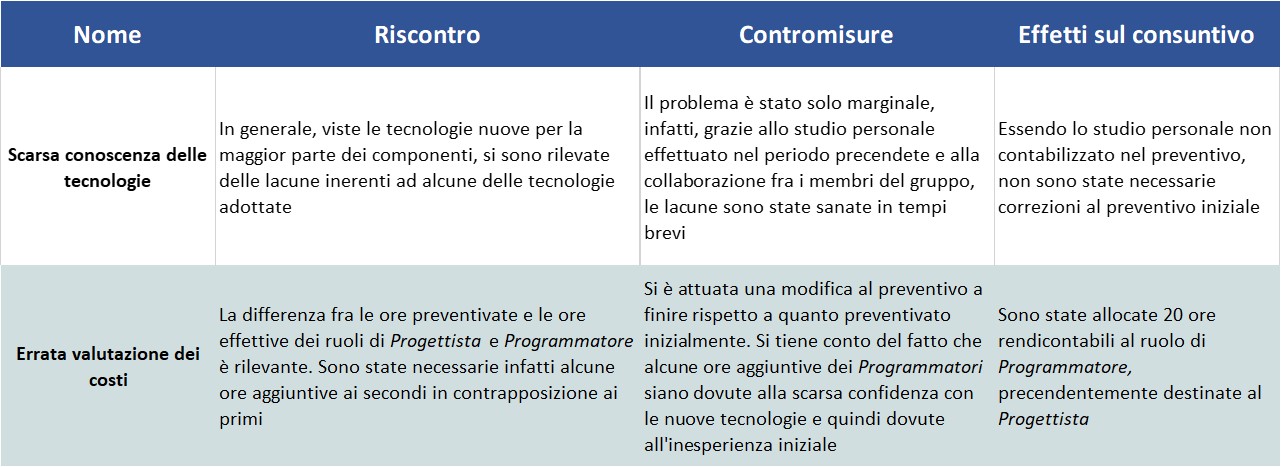 Nome
Riscontro
Contromisure
Effetti sul consuntivo
Scarsa conoscenza delle
tecnologie
In generale, viste le tecnologie nuove per la
maggior parte dei componenti, si sono rilevate
delle lacune inerenti ad alcune delle tecnologie
adottate
Il problema è stato solo marginale,
infatti, grazie allo studio personale
effettuato nel periodo precendete e alla
collaborazione fra i membri del gruppo,
le lacune sono state sanate in tempi
brevi
Essendo lo studio personale non
contabilizzato nel preventivo,
non sono state necessarie
correzioni al preventivo iniziale
Errata valutazione dei
costi
La differenza fra le ore preventivate e le ore
effettive dei ruoli di Progettista e Programmatore
è rilevante. Sono state necessarie infatti alcune
ore aggiuntive ai secondi in contrapposizione ai
primi
Si è attuata una modifica al preventivo a
finire rispetto a quanto preventivato
inizialmente. Si tiene conto del fatto che
alcune ore aggiuntive dei Programmatori
siano dovute alla scarsa confidenza con
le nuove tecnologie e quindi dovute
all'inesperienza iniziale
Sono state allocate 20 ore
rendicontabili al ruolo di
Programmatore,
precendentemente destinate al
Progettista